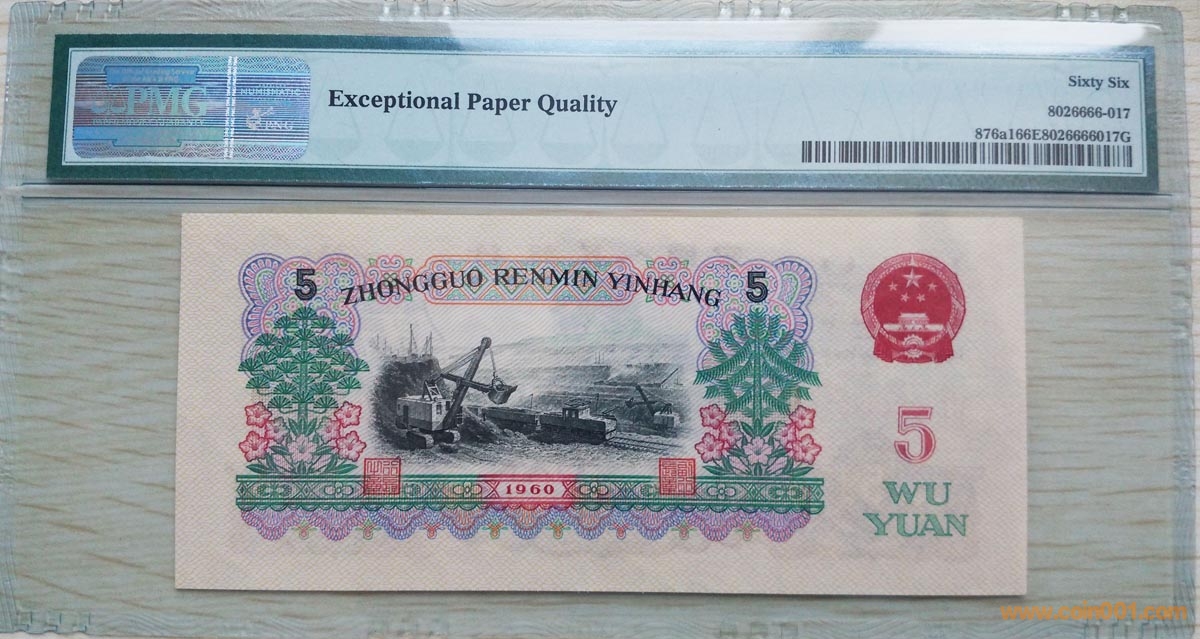 PMG
Exceptional Paper Quality
Sixty Six
8026666-017
876a166E8026666017G
5 ZHONGGUO RENMIN YINHANG 5
1960
5
WU
YUAN
www.coin001.com